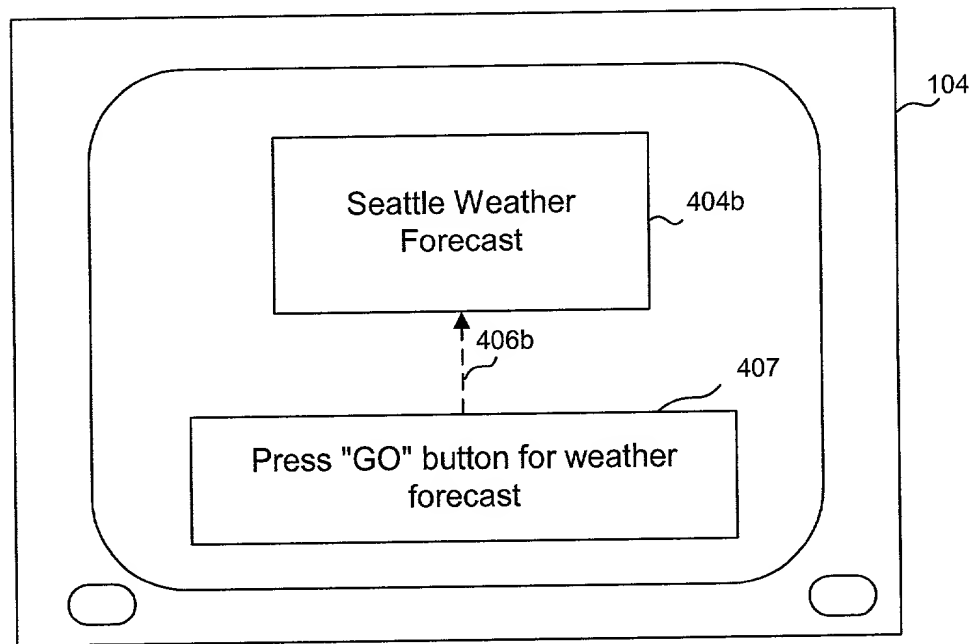 104
Seattle Weather
Forecast
404b
406b
407
Press "GO" button for weather
forecast